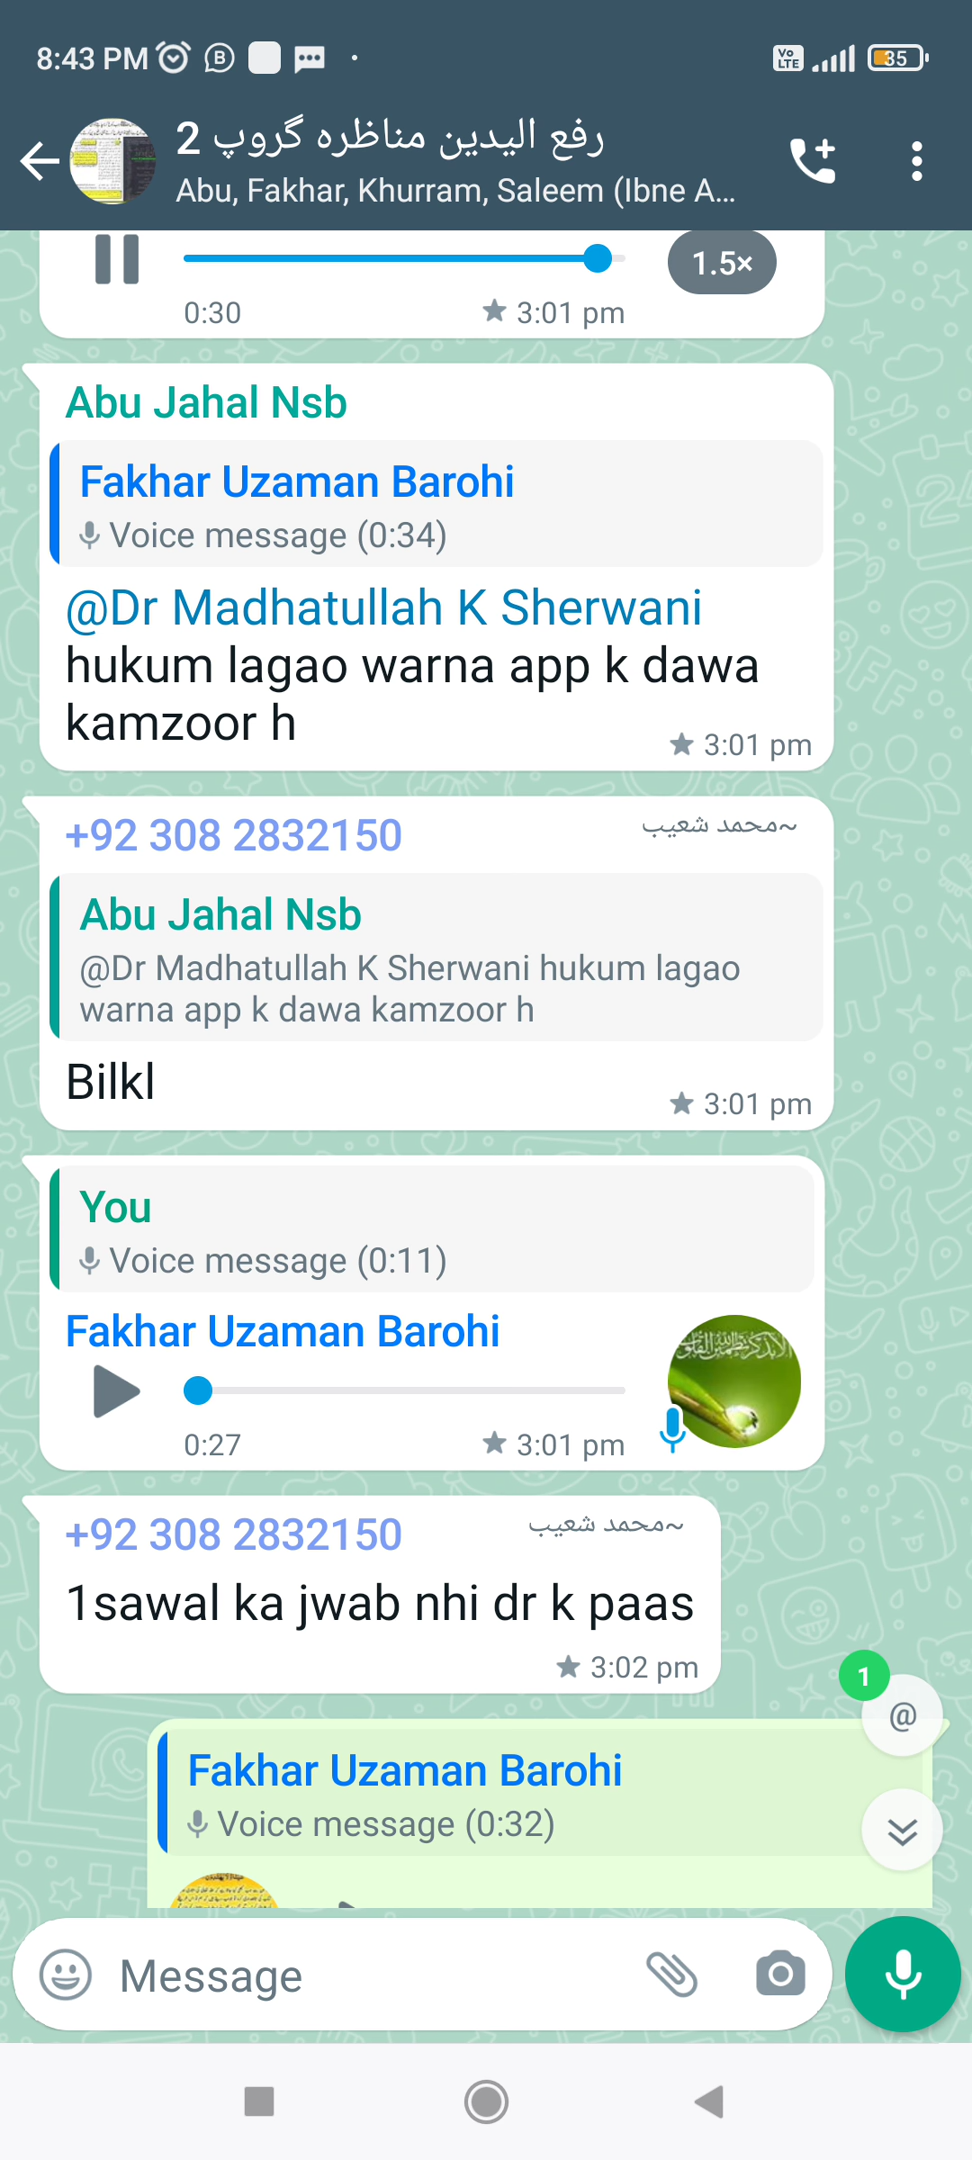 8:43 PM
Vo LTE
35
رفع الیدین مناظرہ گروپ 2
Abu, Fakhar, Khurram, Saleem (Ibne A...
1.5×
0:30
★ 3:01 pm
Abu Jahal Nsb
Fakhar Uzaman Barohi
Voice message (0:34)
@Dr Madhatullah K Sherwani
hukum lagao warna app k dawa
kamzoor h
★ 3:01 pm
+92 308 2832150
~محمد شعیب
Abu Jahal Nsb
@Dr Madhatullah K Sherwani hukum lagao
warna app k dawa kamzoor h
Bilkl
★ 3:01 pm
You
Voice message (0:11)
Fakhar Uzaman Barohi
0:27
★ 3:01 pm
+92 308 2832150
~محمد شعیب
1sawal ka jwab nhi dr k paas
★ 3:02 pm
1
@
Fakhar Uzaman Barohi
Voice message (0:32)
Message